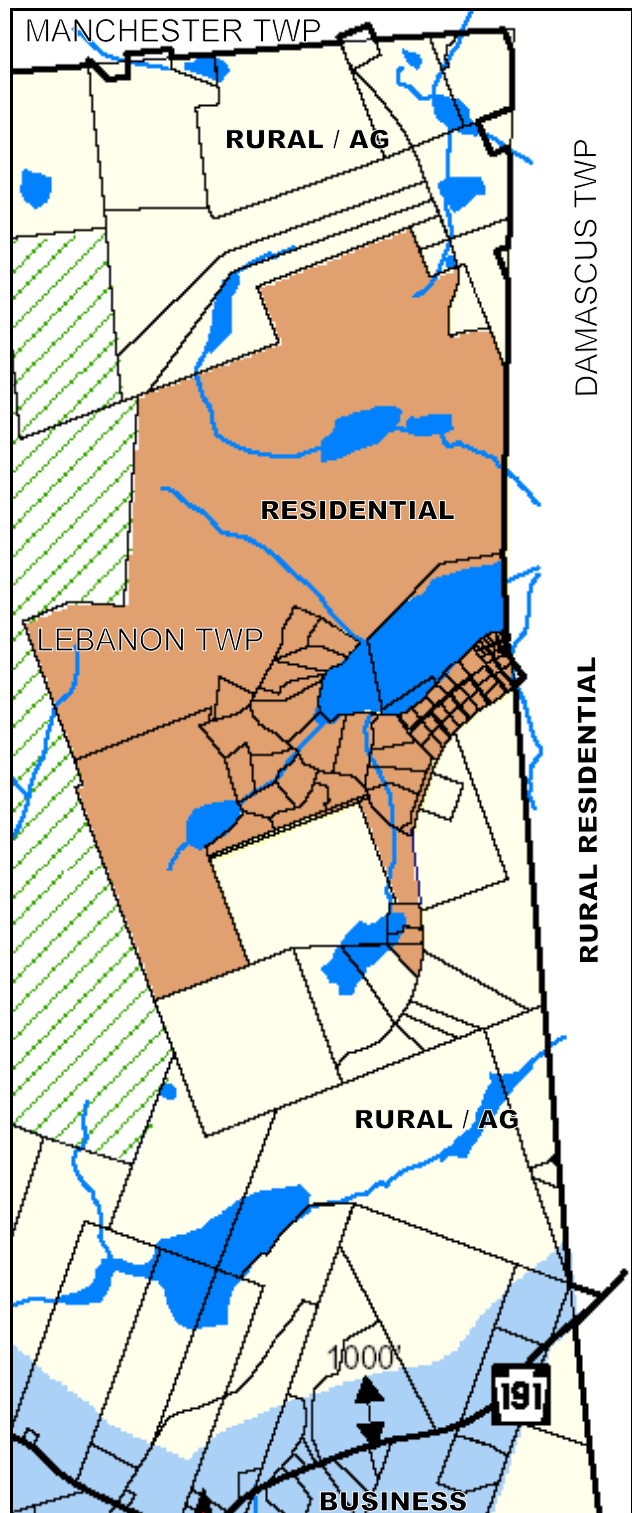 MANCHESTER TWP
RURAL / AG
DAMASCUS TWP
RESIDENTIAL
LEBANON TWP
RURAL RESIDENTIAL
RURAL / AG
1000'
191
BUSINESS